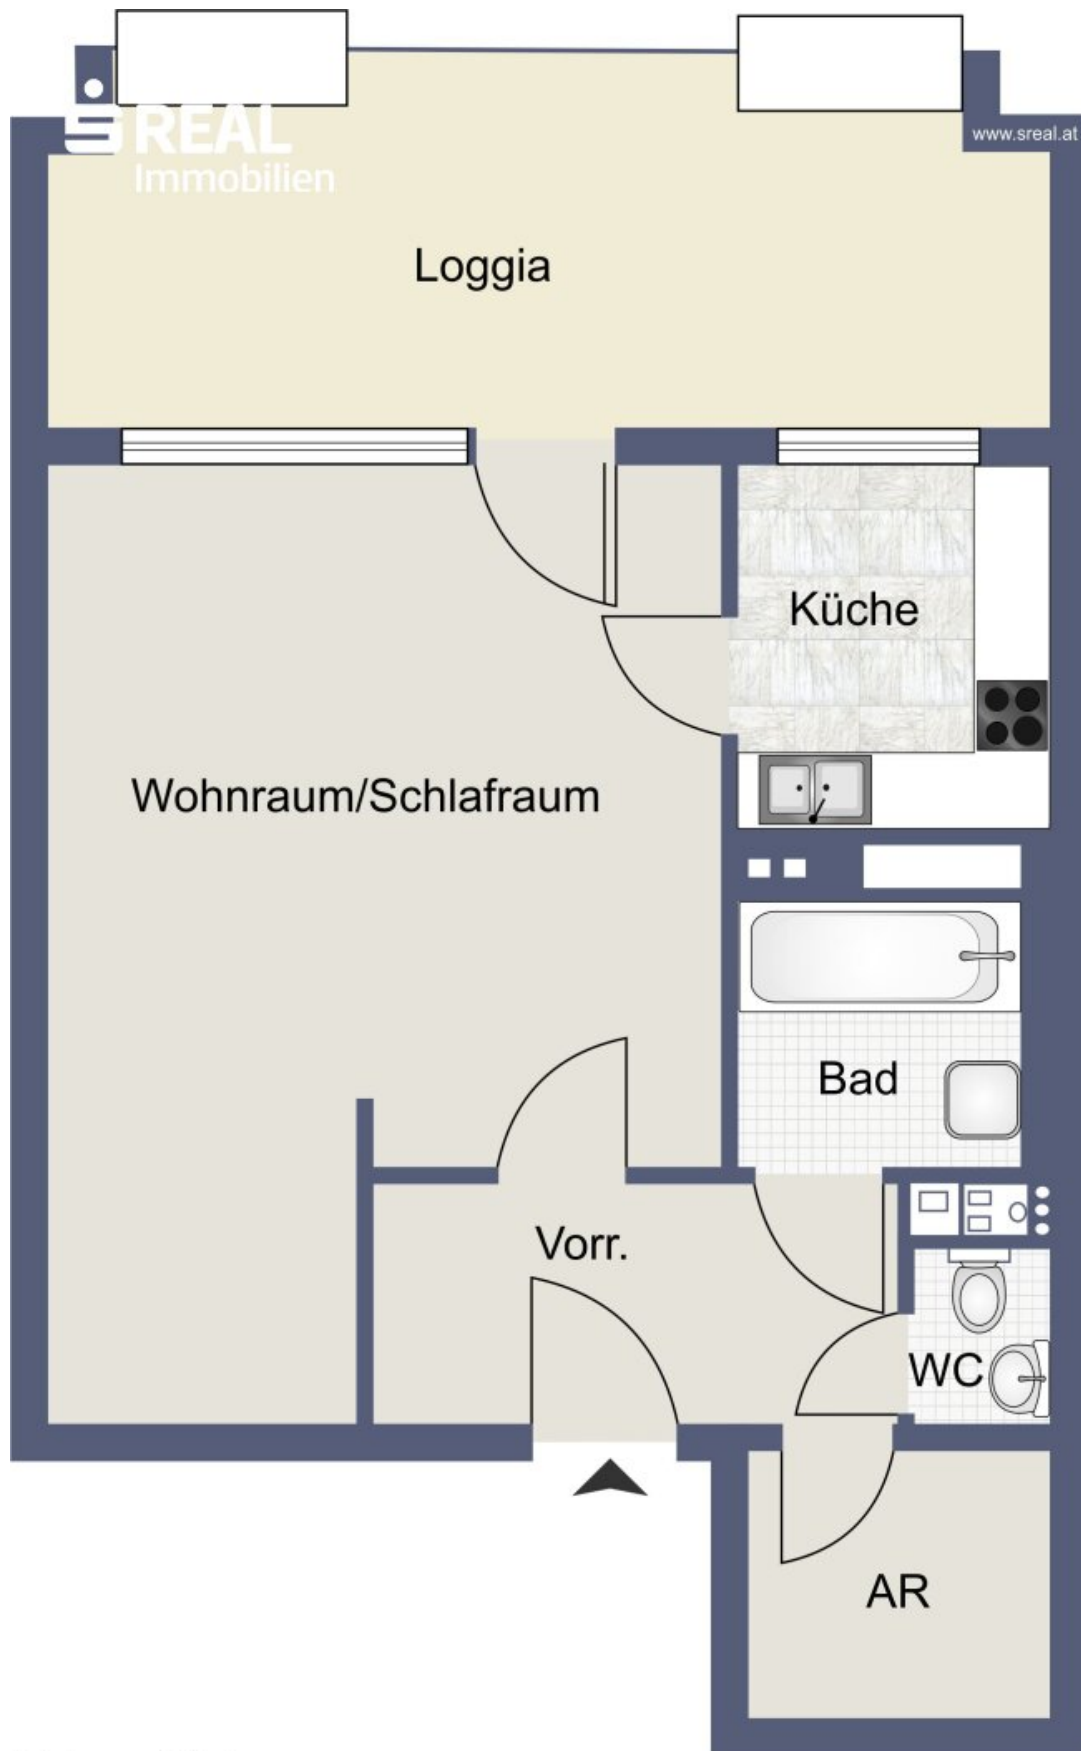 S REAL
Immobilien
www.sreal.at
Loggia
Küche
Wohnraum/Schlafraum
Bad
Vorr.
WC
AR